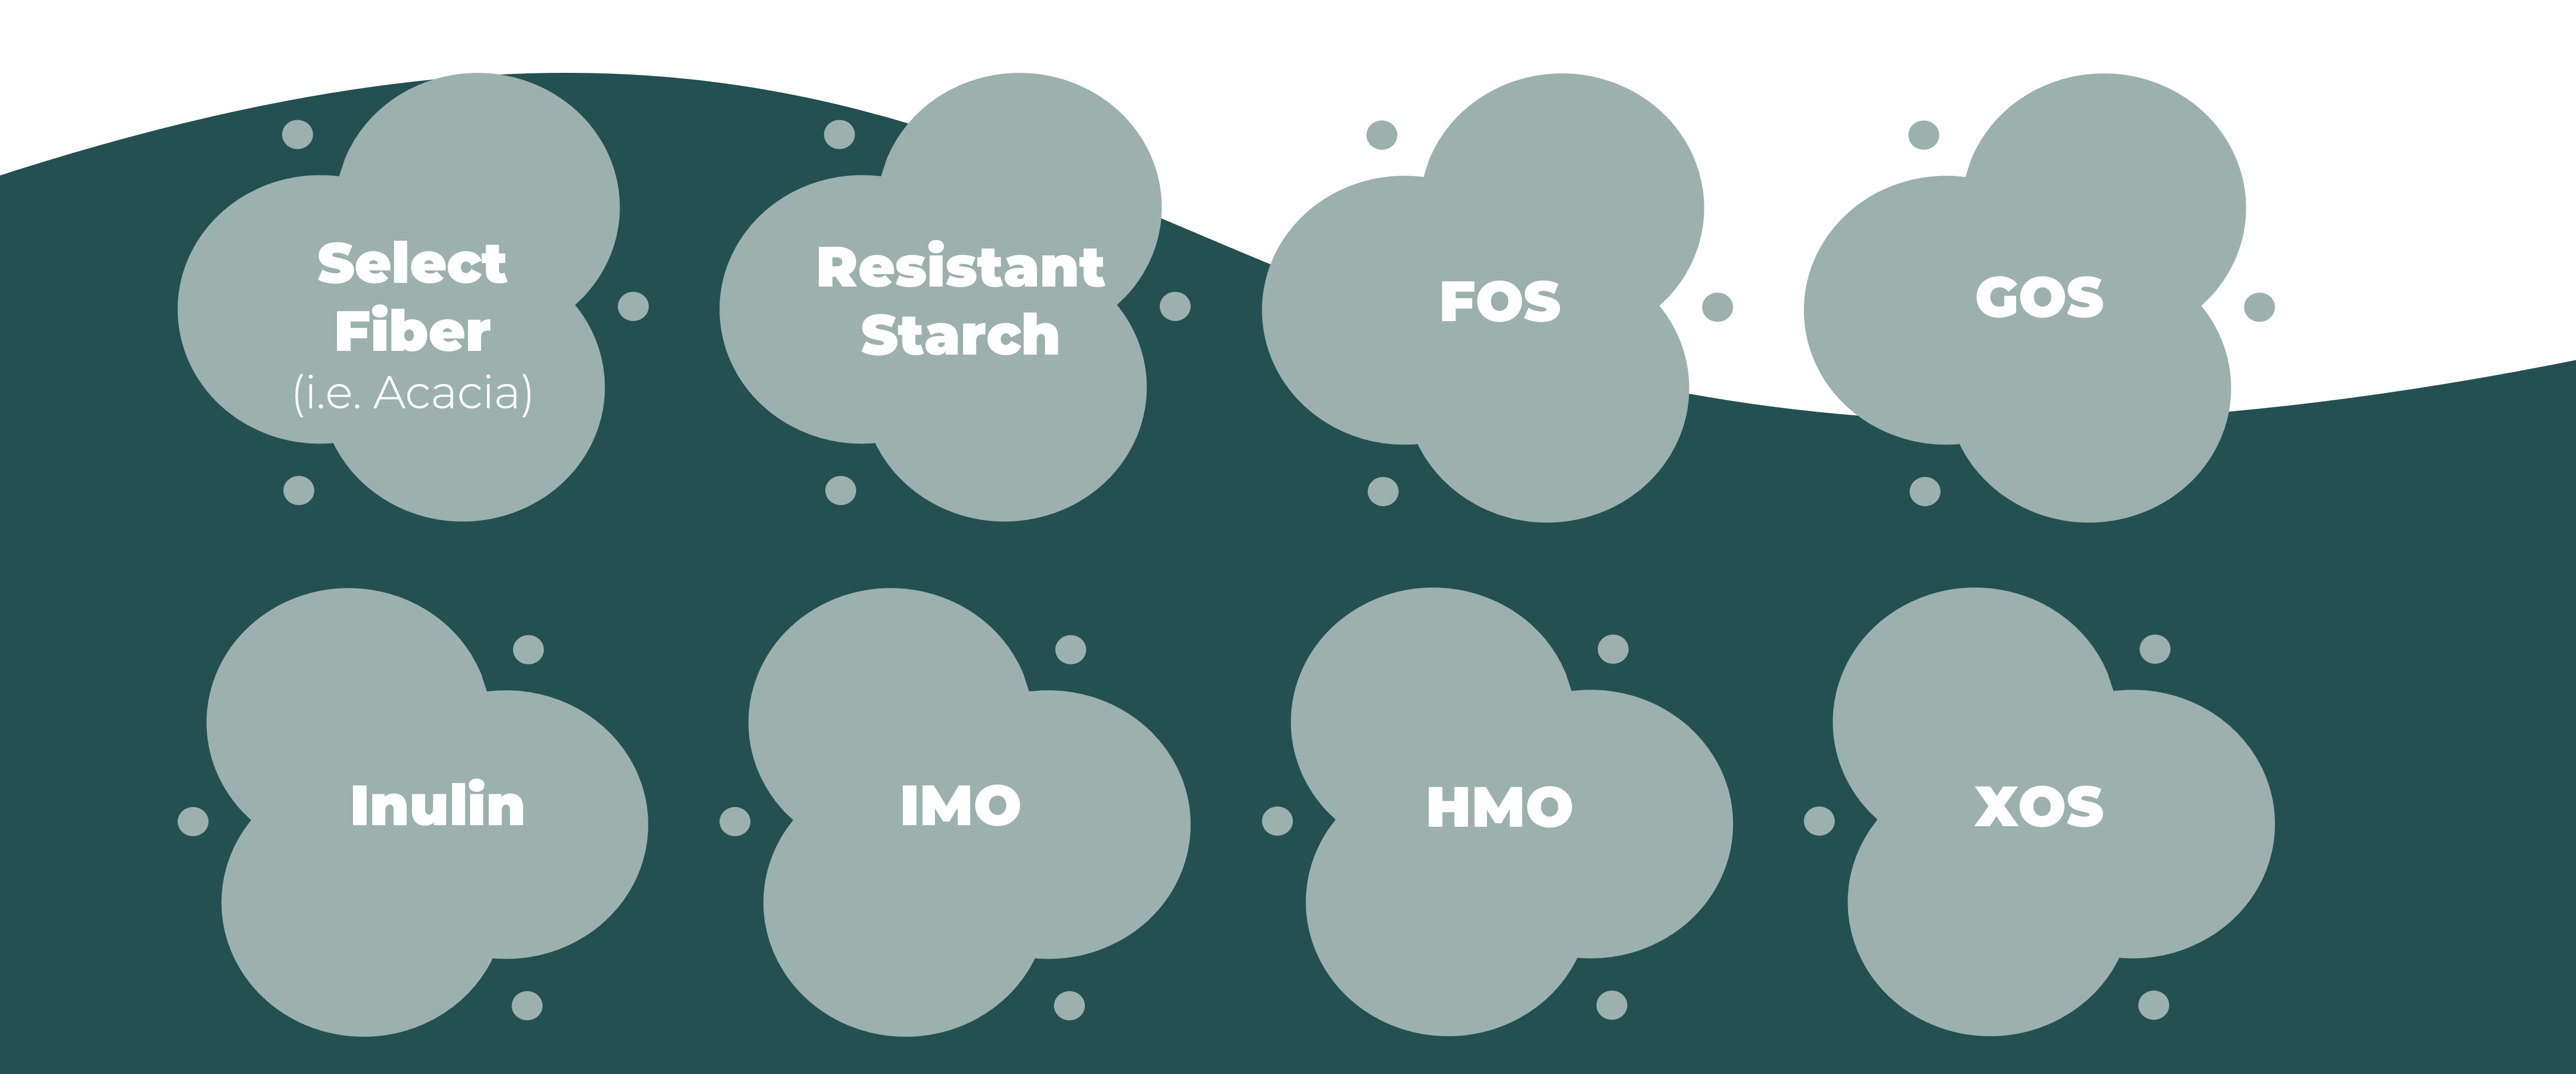 Select
Fiber
(i.e. Acacia)
Resistant
Starch
FOS
GOS
Inulin
IMO
HMO
XOS